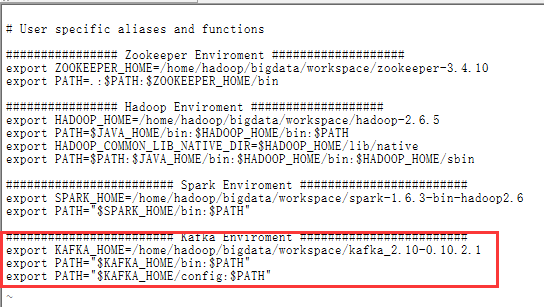 # User specific aliases and functions
################ Zookeeper Enviroment ###################
export ZOOKEEPER_HOME=/home/hadoop/bigdata/workspace/zookeeper-3.4.10
export PATH=.:$PATH:$ZOOKEEPER_HOME/bin
################ Hadoop Enviroment ###################
export HADOOP_HOME=/home/hadoop/bigdata/workspace/hadoop-2.6.5
export PATH=$JAVA_HOME/bin:$HADOOP_HOME/bin:$PATH
export HADOOP_COMMON_LIB_NATIVE_DIR=$HADOOP_HOME/lib/native
export PATH=$PATH:$JAVA_HOME/bin:$HADOOP_HOME/bin:$HADOOP_HOME/sbin
######################## Spark Enviroment ########################
export SPARK_HOME=/home/hadoop/bigdata/workspace/spark-1.6.3-bin-hadoop2.6
export PATH="$SPARK_HOME/bin:$PATH"
######################## Kafka Enviroment ########################
export KAFKA_HOME=/home/hadoop/bigdata/workspace/kafka_2.10-0.10.2.1
export PATH="$KAFKA_HOME/bin:$PATH"
export PATH="$KAFKA_HOME/config:$PATH"
~